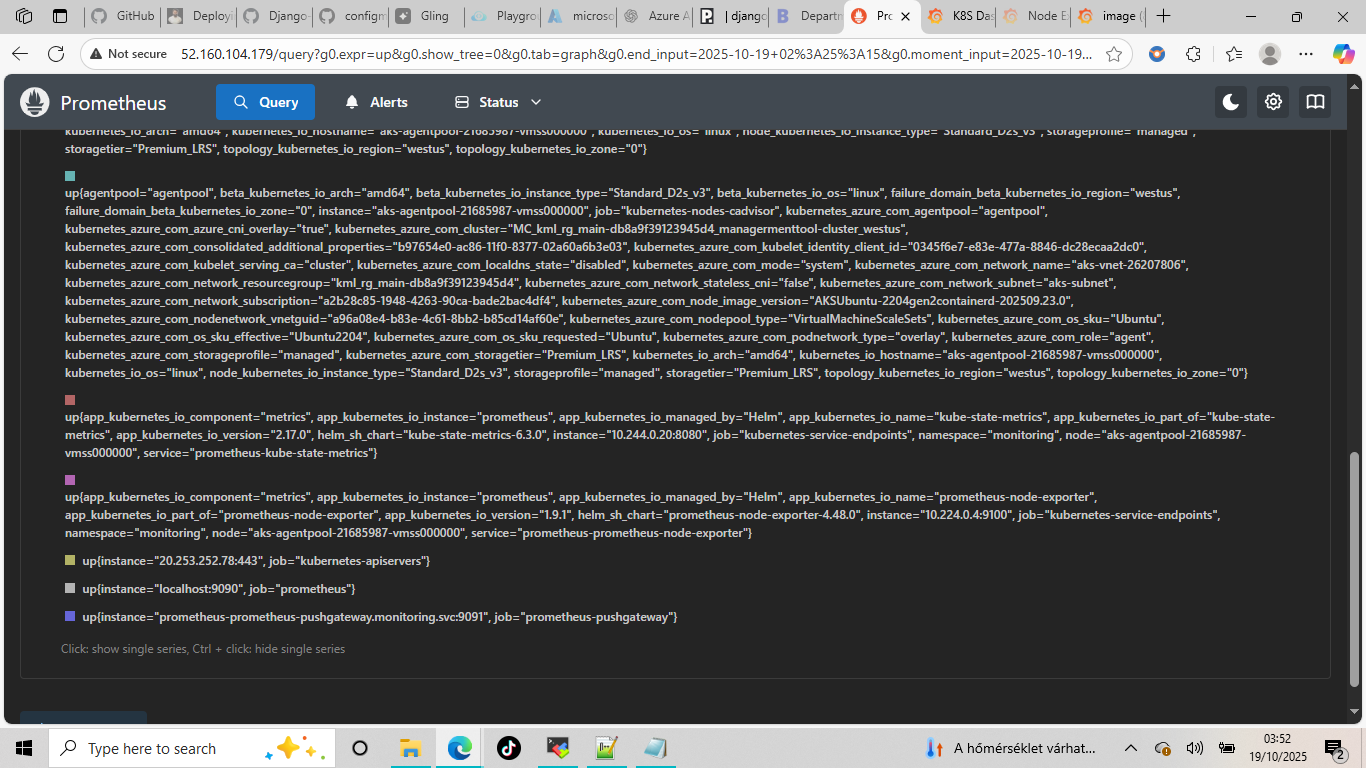 GitHub
Deployi
Django-
configm
Gling
Playgro
microso
Azure A
| django
Departm
Pro
K8S Das
Node E
image (
Not secure
52.160.104.179/query?g0.expr=up&g0.show_tree=0&g0.tab=graph&g0.end_input=2025-10-19+02%3A25%3A15&g0.moment_input=2025-10-19...
Prometheus
Query
Alerts
Status
kubernetes_io_arch="amd64", kubernetes_io_hostname="aks-agentpool-21685987-vmss000000", kubernetes_io_os="linux", node_kubernetes_io_instance_type="Standard_D2s_v3", storageprofile="managed",
storagetier="Premium_LRS", topology_kubernetes_io_region="westus", topology_kubernetes_io_zone="0"}
up{agentpool="agentpool", beta_kubernetes_io_arch="amd64", beta_kubernetes_io_instance_type="Standard_D2s_v3", beta_kubernetes_io_os="linux", failure_domain_beta_kubernetes_io_region="westus",
failure_domain_beta_kubernetes_io_zone="0", instance="aks-agentpool-21685987-vmss000000", job="kubernetes-nodes-cadvisor", kubernetes_azure_com_agentpool="agentpool",
kubernetes_azure_com_azure_cni_overlay="true", kubernetes_azure_com_cluster="MC_kml_rg_main-db8a9f39123945d4_managermenttool-cluster_westus",
kubernetes_azure_com_consolidated_additional_properties="b97654e0-ac86-11f0-8377-02a60a6b3e03", kubernetes_azure_com_kubelet_identity_client_id="0345f6e7-e83e-477a-8846-dc28ecaa2dc0",
kubernetes_azure_com_kubelet_serving_ca="cluster", kubernetes_azure_com_localdns_state="disabled", kubernetes_azure_com_mode="system", kubernetes_azure_com_network_name="aks-vnet-26207806",
kubernetes_azure_com_network_resourcegroup="kml_rg_main-db8a9f39123945d4", kubernetes_azure_com_network_stateless_cni="false", kubernetes_azure_com_network_subnet="aks-subnet",
kubernetes_azure_com_network_subscription="a2b28c85-1948-4263-90ca-bade2bac4df4", kubernetes_azure_com_node_image_version="AKSUbuntu-2204gen2containerd-202509.23.0",
kubernetes_azure_com_nodenetwork_vnetguid="a96a08e4-b83e-4c61-8bb2-b85cd14af60e", kubernetes_azure_com_nodepool_type="VirtualMachineScaleSets", kubernetes_azure_com_os_sku="Ubuntu",
kubernetes_azure_com_os_sku_effective="Ubuntu2204", kubernetes_azure_com_os_sku_requested="Ubuntu", kubernetes_azure_com_podnetwork_type="overlay", kubernetes_azure_com_role="agent",
kubernetes_azure_com_storageprofile="managed", kubernetes_azure_com_storagetier="Premium_LRS", kubernetes_io_arch="amd64", kubernetes_io_hostname="aks-agentpool-21685987-vmss000000",
kubernetes_io_os="linux", node_kubernetes_io_instance_type="Standard_D2s_v3", storageprofile="managed", storagetier="Premium_LRS", topology_kubernetes_io_region="westus", topology_kubernetes_io_zone="0"}
up{app_kubernetes_io_component="metrics", app_kubernetes_io_instance="prometheus", app_kubernetes_io_managed_by="Helm", app_kubernetes_io_name="kube-state-metrics", app_kubernetes_io_part_of="kube-state-
metrics", app_kubernetes_io_version="2.17.0", helm_sh_chart="kube-state-metrics-6.3.0", instance="10.244.0.20:8080", job="kubernetes-service-endpoints", namespace="monitoring", node="aks-agentpool-21685987-
vmss000000", service="prometheus-kube-state-metrics"}
up{app_kubernetes_io_component="metrics", app_kubernetes_io_instance="prometheus", app_kubernetes_io_managed_by="Helm", app_kubernetes_io_name="prometheus-node-exporter",
app_kubernetes_io_part_of="prometheus-node-exporter", app_kubernetes_io_version="1.9.1", helm_sh_chart="prometheus-node-exporter-4.48.0", instance="10.224.0.4:9100", job="kubernetes-service-endpoints",
namespace="monitoring", node="aks-agentpool-21685987-vmss000000", service="prometheus-prometheus-node-exporter"}
up{instance="20.253.252.78:443", job="kubernetes-apiservers"}
up{instance="localhost:9090", job="prometheus"}
up{instance="prometheus-prometheus-pushgateway.monitoring.svc:9091", job="prometheus-pushgateway"}
Click: show single series, Ctrl + click: hide single series
Type here to search
A hőmérséklet várhat...
03:52
19/10/2025
2